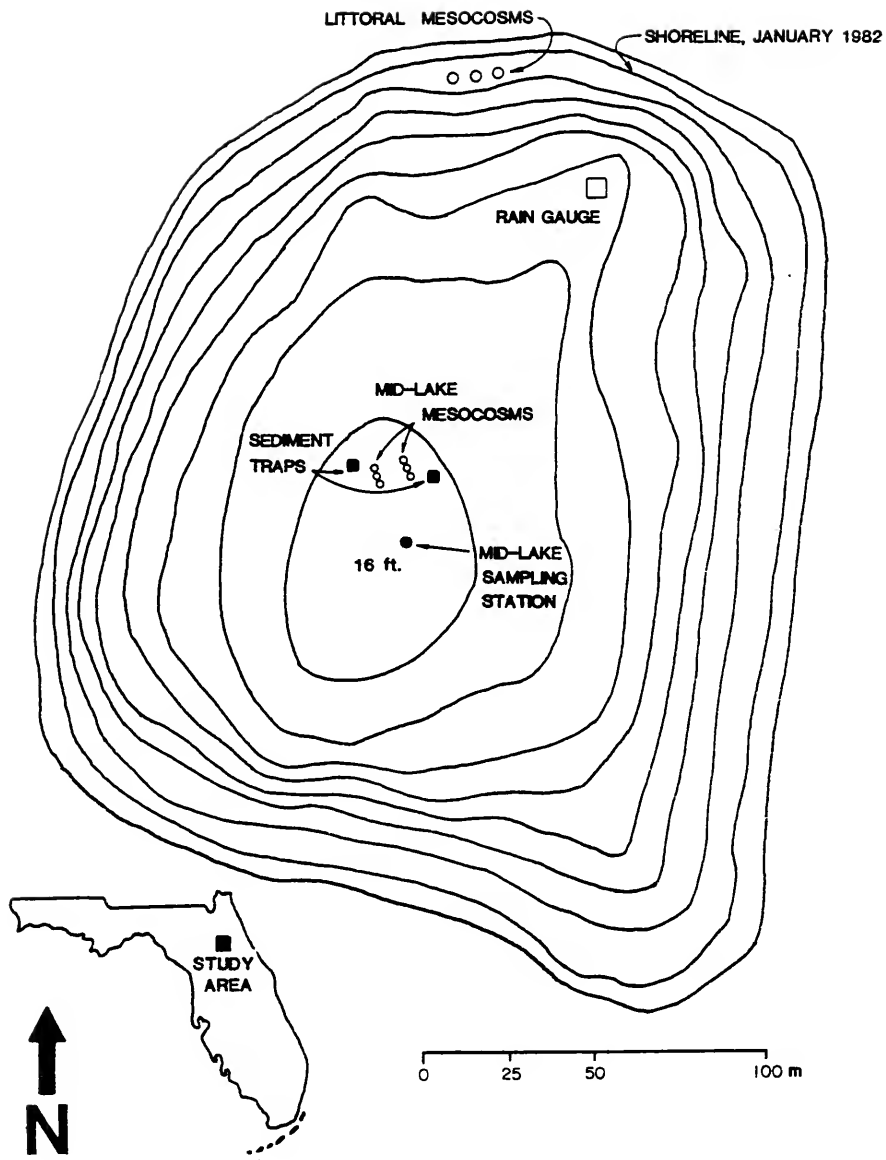 LITTORAL MESOCOSMS
SHORELINE, JANUARY 1982
RAIN GAUGE
MID-LAKE
MESOCOSMS
SEDIMENT
TRAPS
MID-LAKE
SAMPLING
STATION
16 ft.
STUDY
AREA
N
0 25 50 100 m